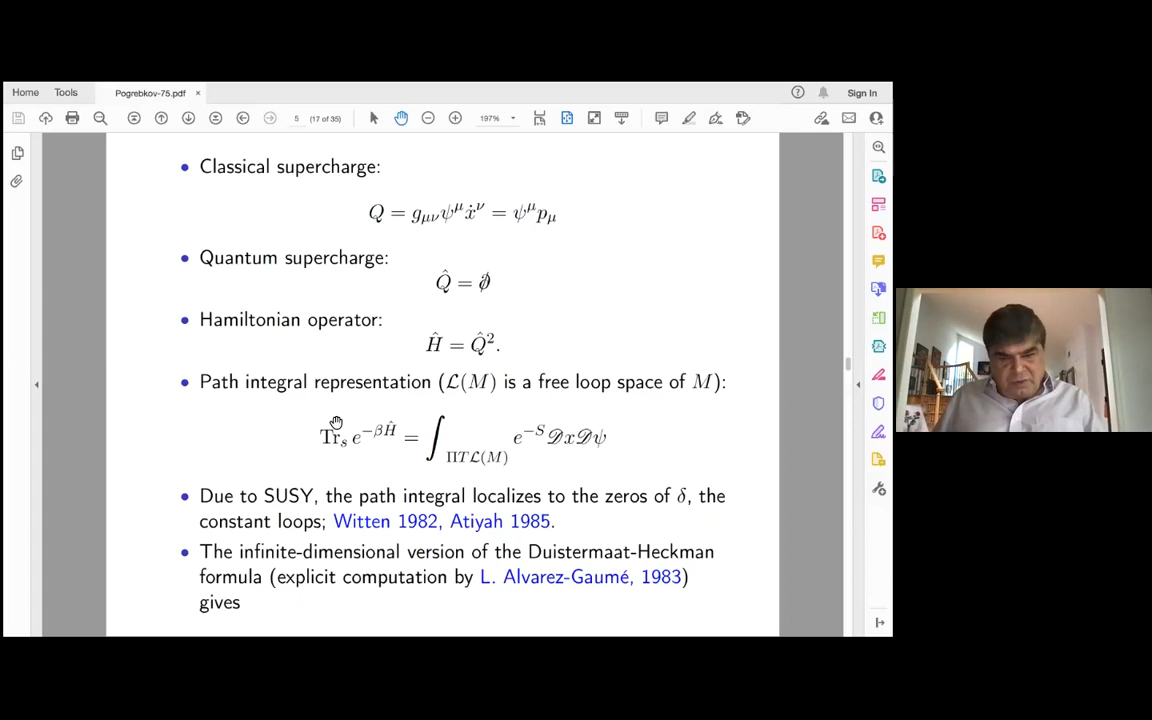 Home Tools Pogrebkov-75.pdf × Sign In
5 (17 of 35) 197%
• Classical supercharge:
Q = g_{μν}ψ^μ ẋ^ν = ψ^μ p_μ
• Quantum supercharge:
Q̂ = ∂̸
• Hamiltonian operator:
Ĥ = Q̂².
• Path integral representation (ℒ(M) is a free loop space of M):
Tr_s e^{−βĤ} = ∫_{ΠTℒ(M)} e^{−S} 𝒟x𝒟ψ
• Due to SUSY, the path integral localizes to the zeros of δ, the
constant loops; Witten 1982, Atiyah 1985.
• The infinite-dimensional version of the Duistermaat-Heckman
formula (explicit computation by L. Alvarez-Gaumé, 1983)
gives